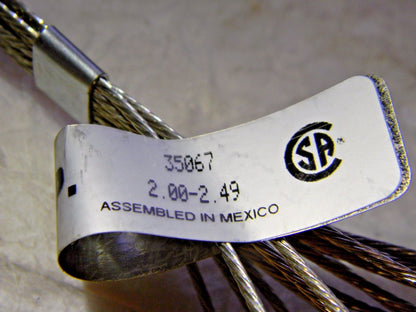 35067
2.00-2.49
ASSEMBLED IN MEXICO
CSA